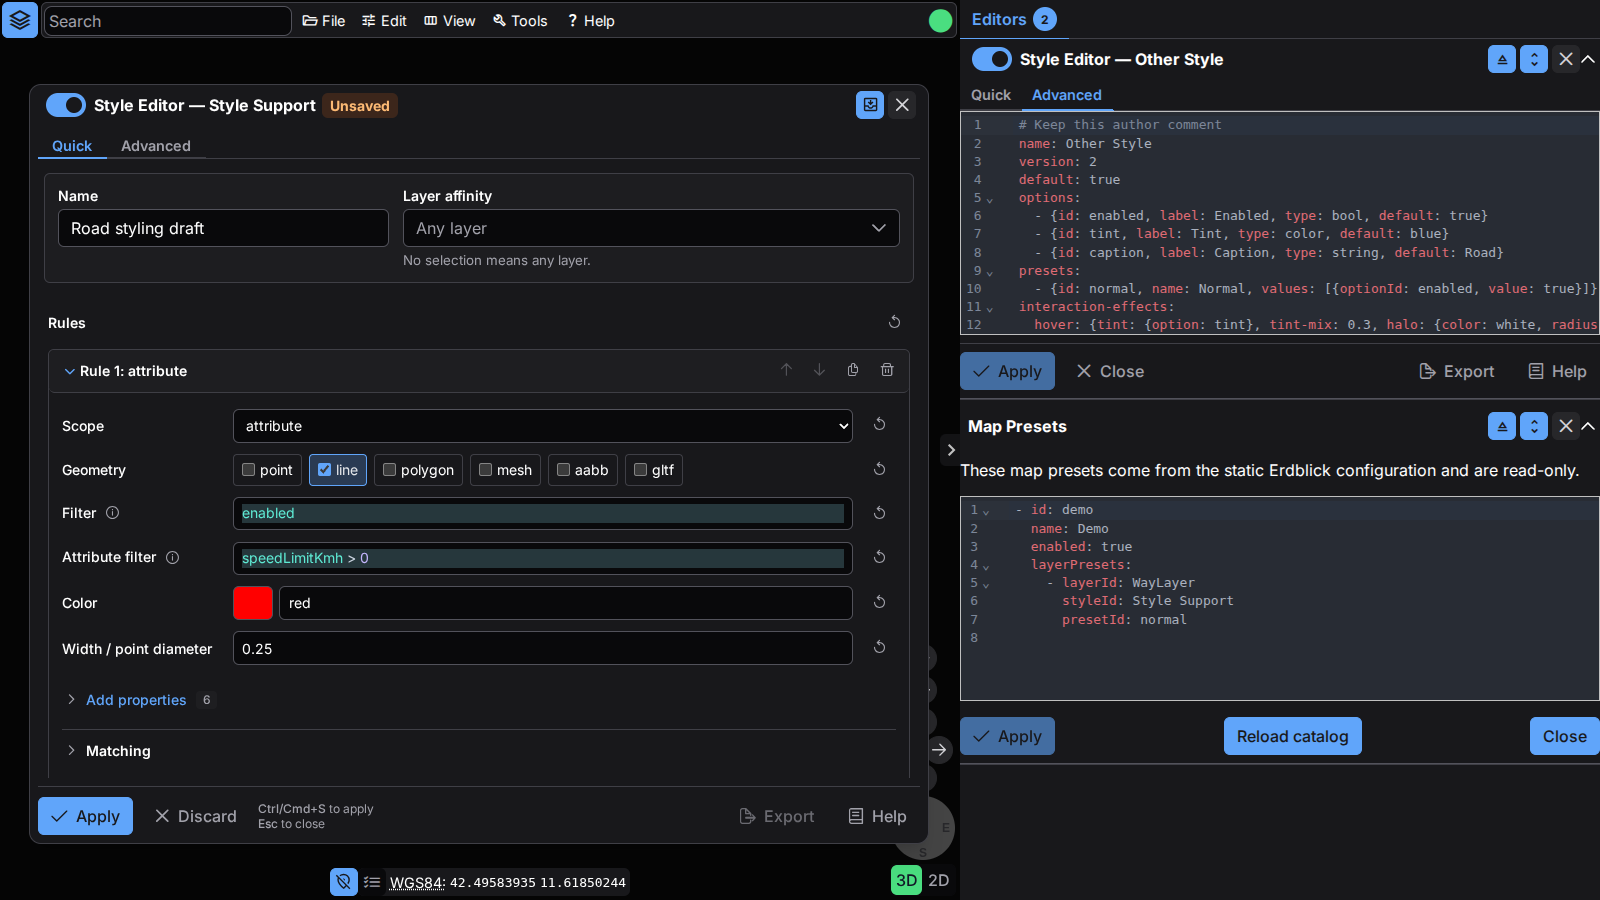 Search
File
Edit
View
Tools
? Help
Style Editor — Style Support
Unsaved
Quick
Advanced
Name
Layer affinity
Road styling draft
Any layer
No selection means any layer.
Rules
Rule 1: attribute
Scope
attribute
Geometry
point
line
polygon
mesh
aabb
gltf
Filter
enabled
Attribute filter
speedLimitKmh > 0
Color
red
Width / point diameter
0.25
Add properties
6
Matching
Apply
Discard
Ctrl/Cmd+S to apply
Esc to close
Export
Help
E
S
WGS84: 42.49583935 11.61850244
3D
2D
Editors
2
Style Editor — Other Style
Quick
Advanced
1 # Keep this author comment
2 name: Other Style
3 version: 2
4 default: true
5 options:
6 - {id: enabled, label: Enabled, type: bool, default: true}
7 - {id: tint, label: Tint, type: color, default: blue}
8 - {id: caption, label: Caption, type: string, default: Road}
9 presets:
10 - {id: normal, name: Normal, values: [{optionId: enabled, value: true}]}
11 interaction-effects:
12 hover: {tint: {option: tint}, tint-mix: 0.3, halo: {color: white, radius
Apply
Close
Export
Help
Map Presets
These map presets come from the static Erdblick configuration and are read-only.
1 - id: demo
2 name: Demo
3 enabled: true
4 layerPresets:
5 - layerId: WayLayer
6 styleId: Style Support
7 presetId: normal
8
Apply
Reload catalog
Close